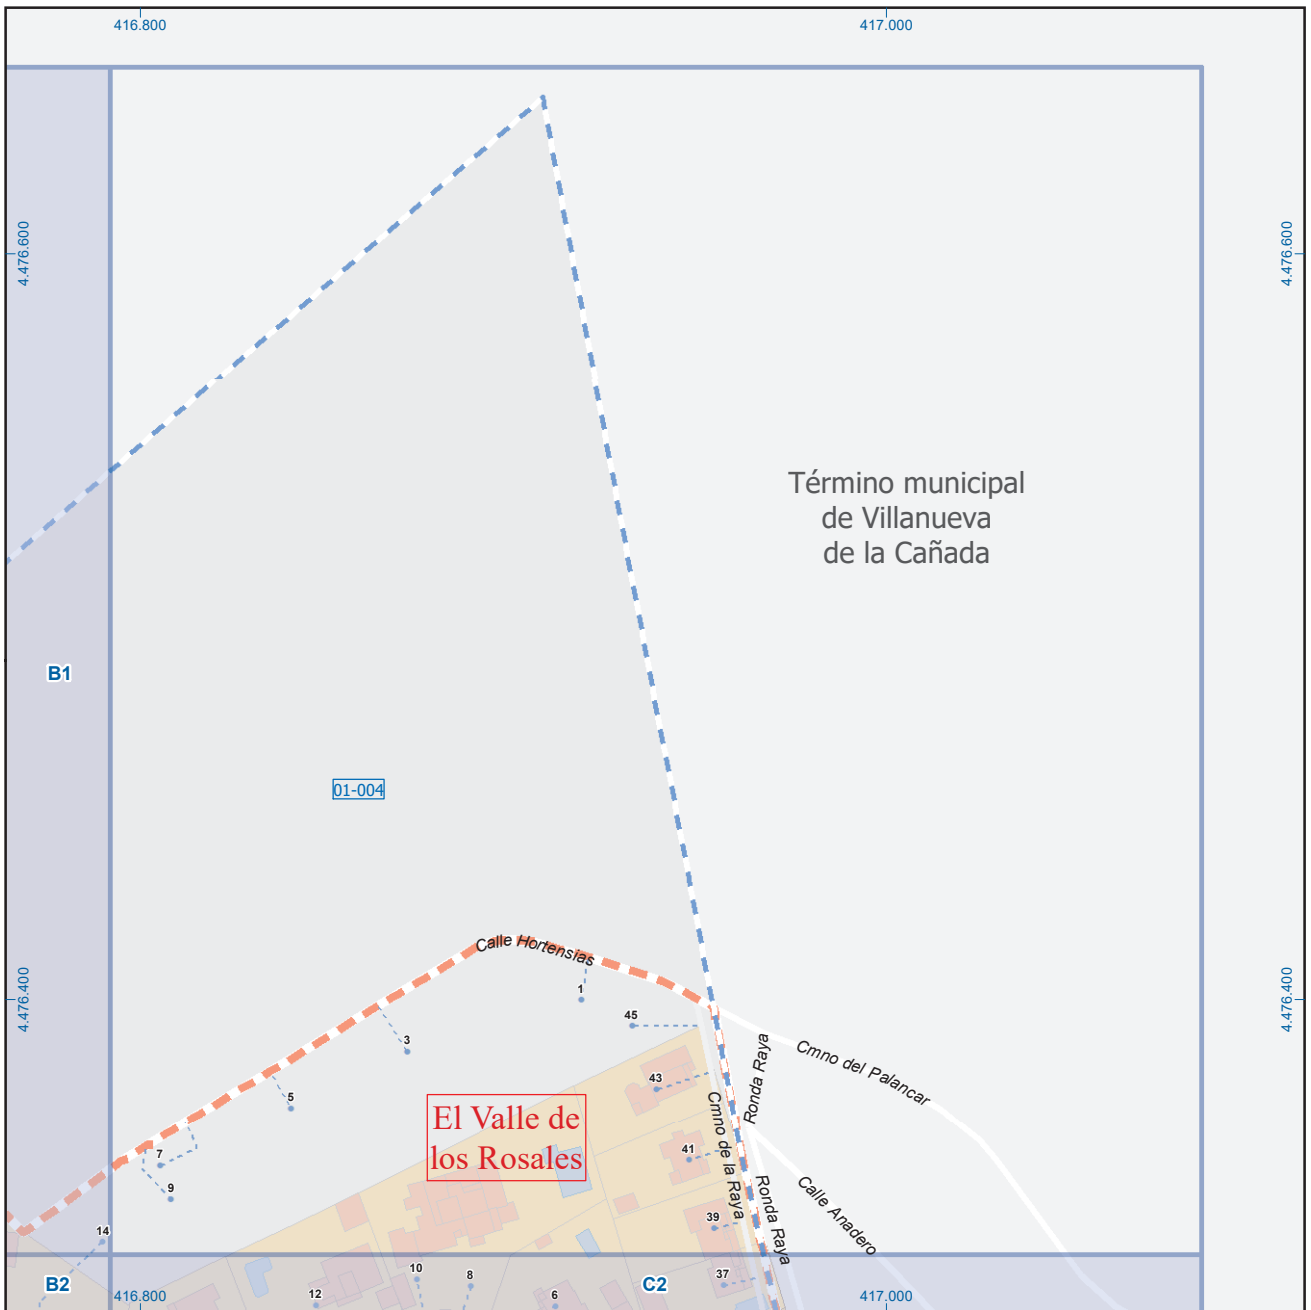 416.800
417.000
4.476.600
4.476.600
Término municipal
de Villanueva
de la Cañada
B1
01-004
Calle Hortensias
4.476.400
4.476.400
1
45
3
Ronda Raya
Cmno del Palancar
43
5
Cmno de la Raya
El Valle de
los Rosales
7
41
9
Ronda Raya
Calle Anadero
39
14
B2
10
8
C2
37
12
6
416.800
417.000